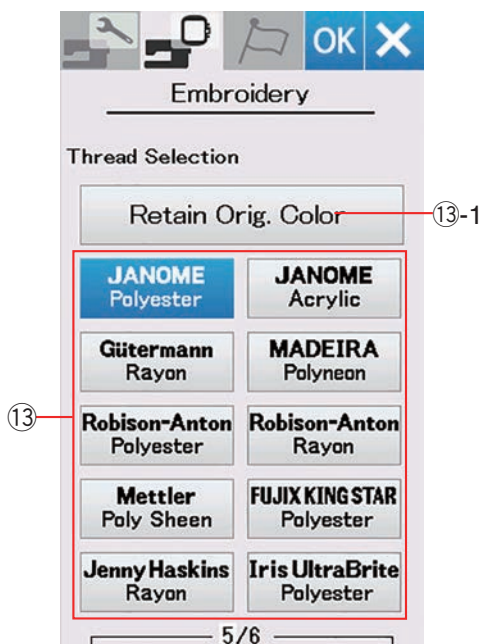 OK
Embroidery
Thread Selection
Retain Orig. Color
⑬-1
JANOME
Polyester
JANOME
Acrylic
Gütermann
Rayon
MADEIRA
Polyneon
⑬
Robison-Anton
Polyester
Robison-Anton
Rayon
Mettler
Poly Sheen
FUJIX KING STAR
Polyester
Jenny Haskins
Rayon
Iris UltraBrite
Polyester
5/6